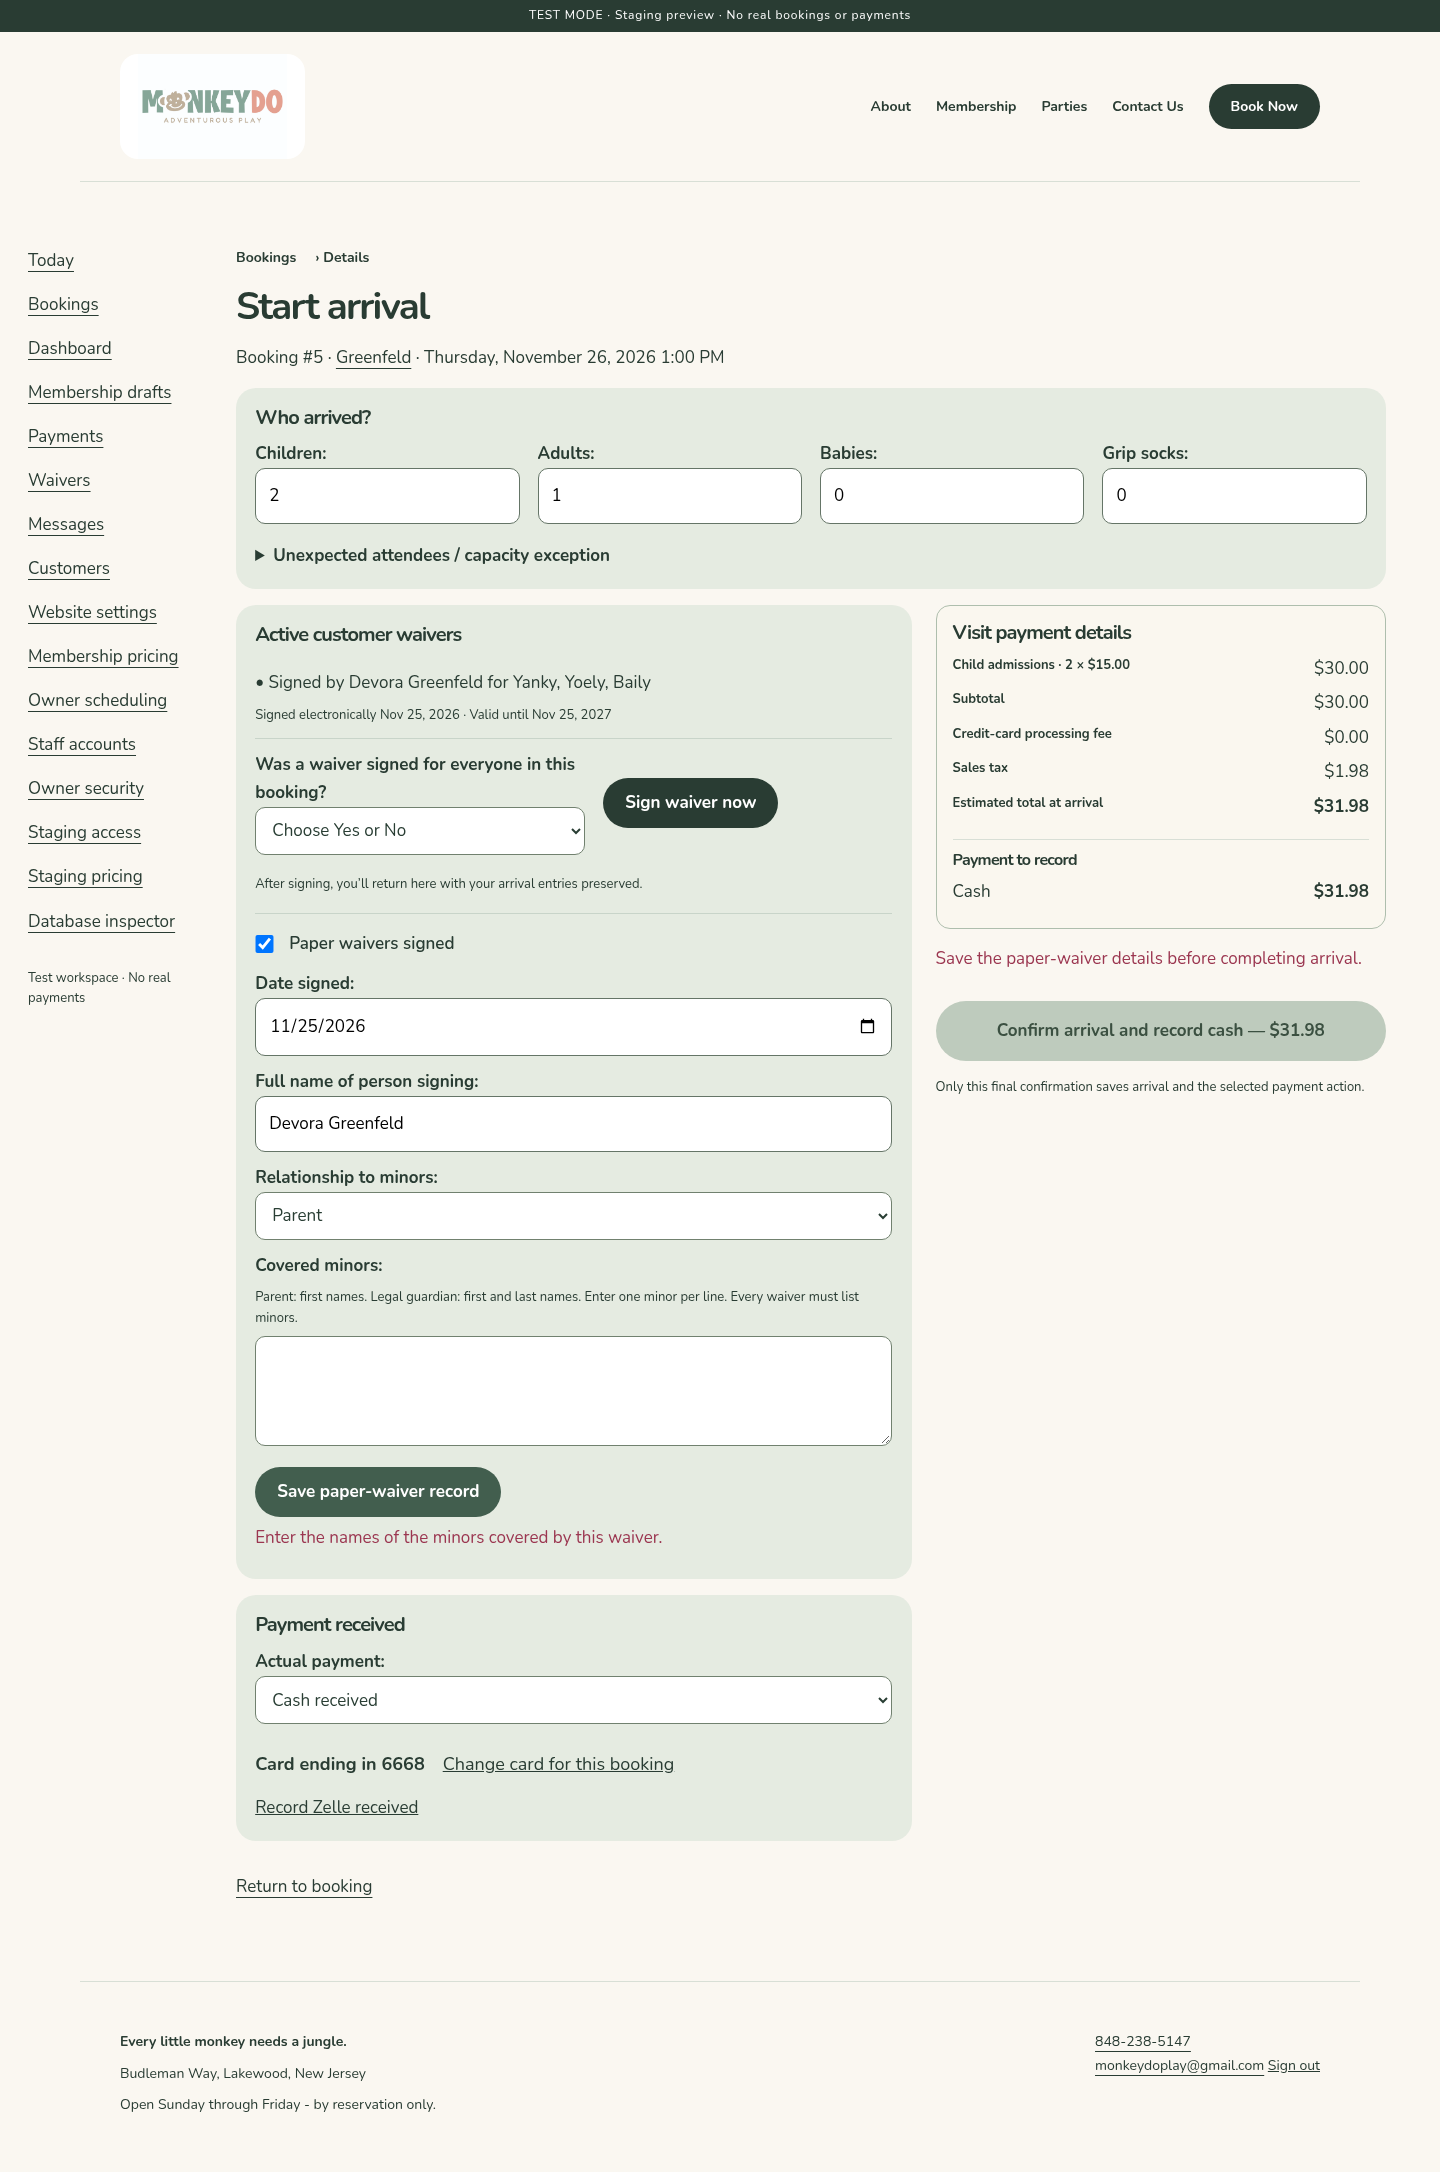 TEST MODE · Staging preview · No real bookings or payments
MONKEYDO
ADVENTUROUS PLAY
About Membership Parties Contact Us Book Now
Today
Bookings
Dashboard
Membership drafts
Payments
Waivers
Messages
Customers
Website settings
Membership pricing
Owner scheduling
Staff accounts
Owner security
Staging access
Staging pricing
Database inspector
Test workspace · No real
payments
Bookings › Details
Start arrival
Booking #5 · Greenfeld · Thursday, November 26, 2026 1:00 PM
Who arrived?
Children: Adults: Babies: Grip socks:
2 1 0 0
▶ Unexpected attendees / capacity exception
Active customer waivers
• Signed by Devora Greenfeld for Yanky, Yoely, Baily
Signed electronically Nov 25, 2026 · Valid until Nov 25, 2027
Was a waiver signed for everyone in this
booking?
Choose Yes or No
Sign waiver now
After signing, you’ll return here with your arrival entries preserved.
Paper waivers signed
Date signed:
11/25/2026
Full name of person signing:
Devora Greenfeld
Relationship to minors:
Parent
Covered minors:
Parent: first names. Legal guardian: first and last names. Enter one minor per line. Every waiver must list
minors.
Save paper-waiver record
Enter the names of the minors covered by this waiver.
Payment received
Actual payment:
Cash received
Card ending in 6668 Change card for this booking
Record Zelle received
Return to booking
Visit payment details
Child admissions · 2 × $15.00 $30.00
Subtotal $30.00
Credit-card processing fee $0.00
Sales tax $1.98
Estimated total at arrival $31.98
Payment to record
Cash $31.98
Save the paper-waiver details before completing arrival.
Confirm arrival and record cash — $31.98
Only this final confirmation saves arrival and the selected payment action.
Every little monkey needs a jungle.
Budleman Way, Lakewood, New Jersey
Open Sunday through Friday - by reservation only.
848-238-5147
monkeydoplay@gmail.com Sign out